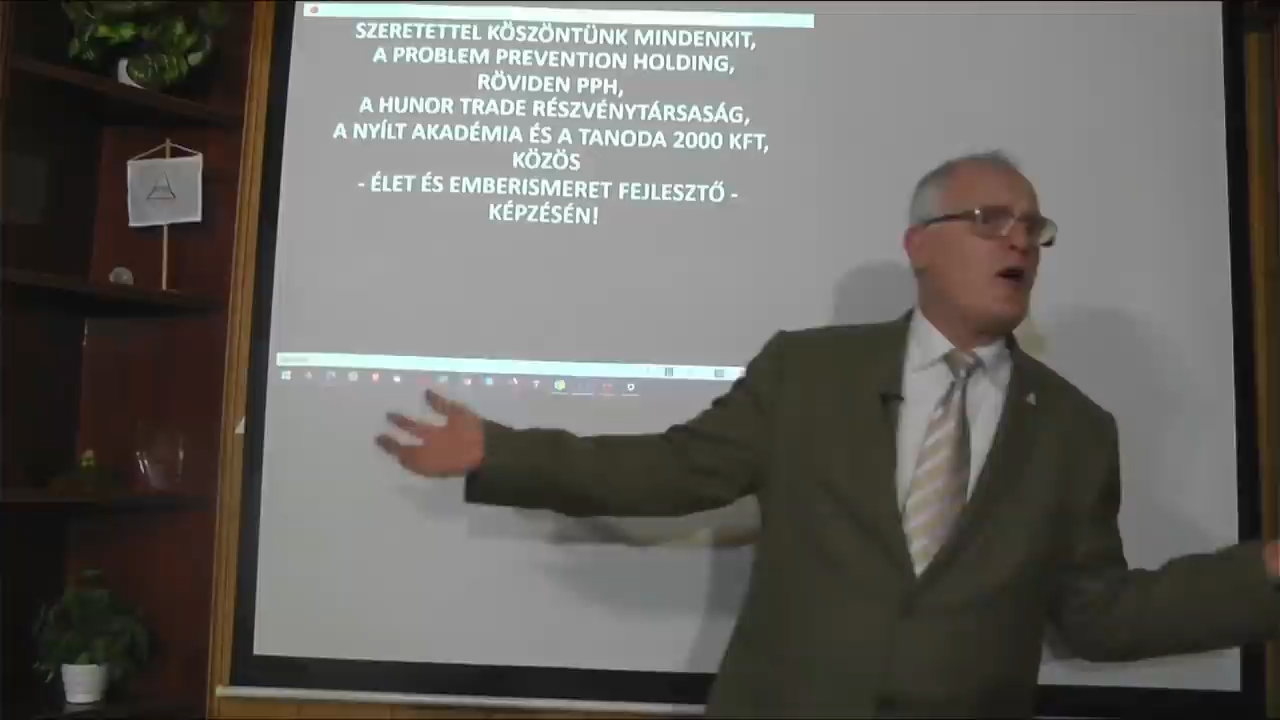 SZERETETTEL KÖSZÖNTÜNK MINDENKIT,
A PROBLEM PREVENTION HOLDING,
RÖVIDEN PPH,
A HUNOR TRADE RÉSZVÉNYTÁRSASÁG,
A NYÍLT AKADÉMIA ÉS A TANODA 2000 KFT,
KÖZÖS
- ÉLET ÉS EMBERISMERET FEJLESZTŐ -
KÉPZÉSÉN!